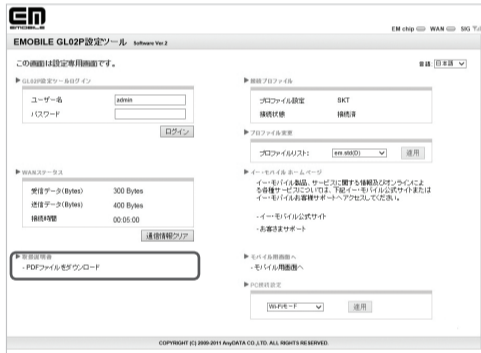 EM
EMOBILE
EM chip WAN SIG
EMOBILE GL02P設定ツール Software Ver.2
この画面は設定専用画面です。
言語: 日本語
GL02P設定ツールログイン
ユーザー名 admin
パスワード
ログイン
接続プロファイル
プロファイル設定 SKT
接続状態 接続済
プロファイル変更
プロファイルリスト: em.std(D) 適用
WANステータス
受信データ(Bytes) 300 Bytes
送信データ(Bytes) 400 Bytes
接続時間 00:05:00
通信情報クリア
イー・モバイル ホームページ
イー・モバイル製品、サービスに関する情報及びオンラインによ
る各種サービスについては、下記イー・モバイル公式サイトまたは
イー・モバイルお客様サポートへアクセスしてください。
- イー・モバイル公式サイト
- お客さまサポート
取扱説明書
- PDFファイルをダウンロード
モバイル用画面へ
- モバイル用画面へ
PC接続設定
Wi-Fiモード 適用
COPYRIGHT (C) 2009-2011 AnyDATA CO.,LTD. ALL RIGHTS RESERVED.